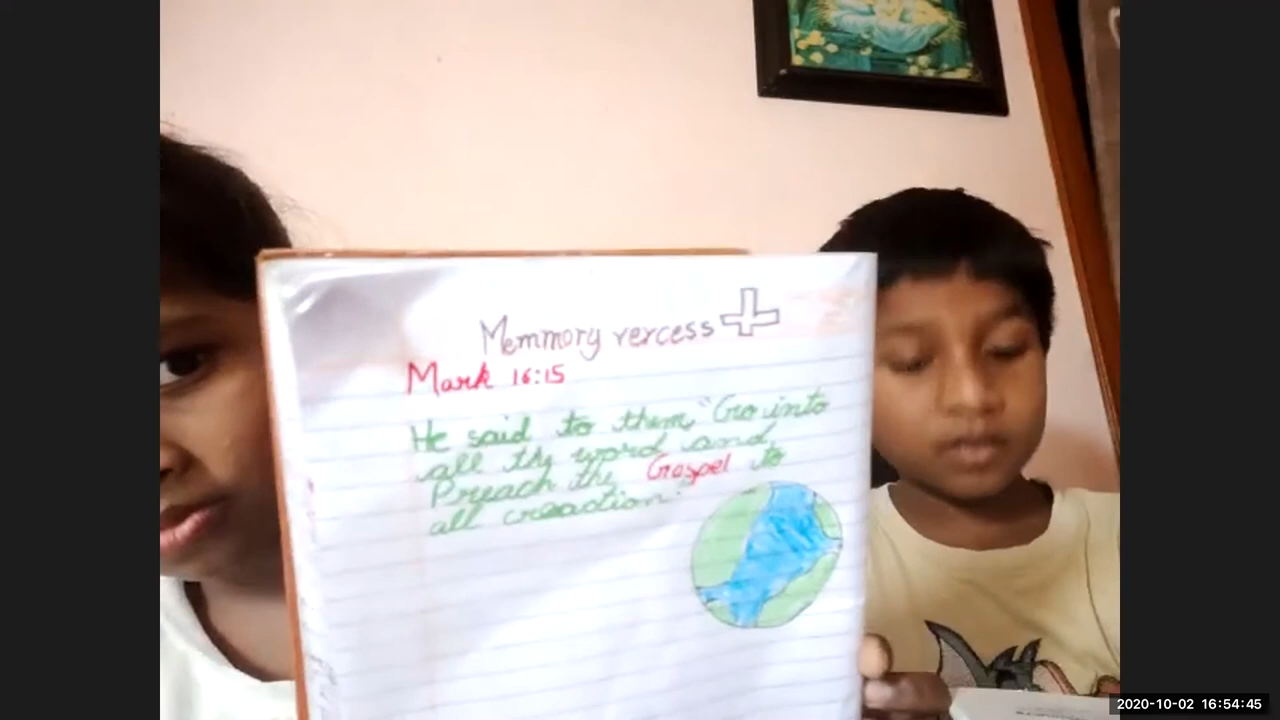 Memmory vercess
Mark 16:15
He said to them, "Go into
all thy word and,
Preach the Gospel to
all creaction"
2020-10-02 16:54:45